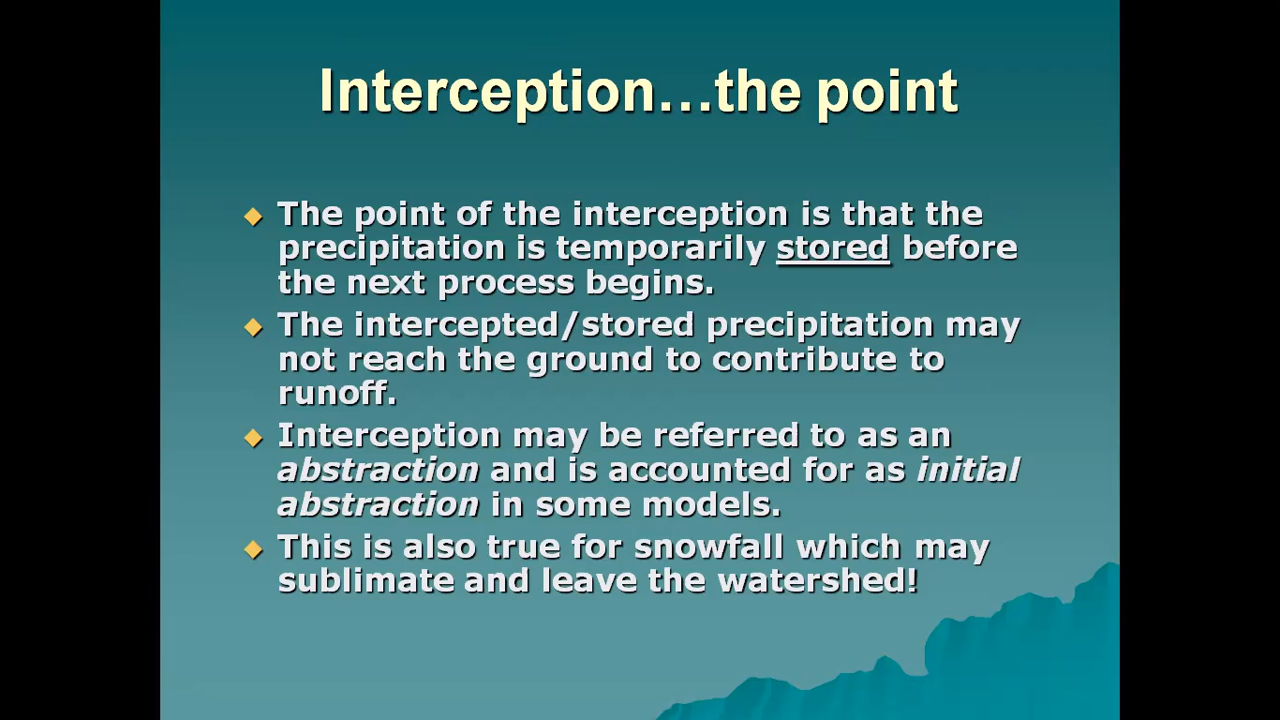 Interception…the point
The point of the interception is that the
precipitation is temporarily stored before
the next process begins.
The intercepted/stored precipitation may
not reach the ground to contribute to
runoff.
Interception may be referred to as an
abstraction and is accounted for as initial
abstraction in some models.
This is also true for snowfall which may
sublimate and leave the watershed!